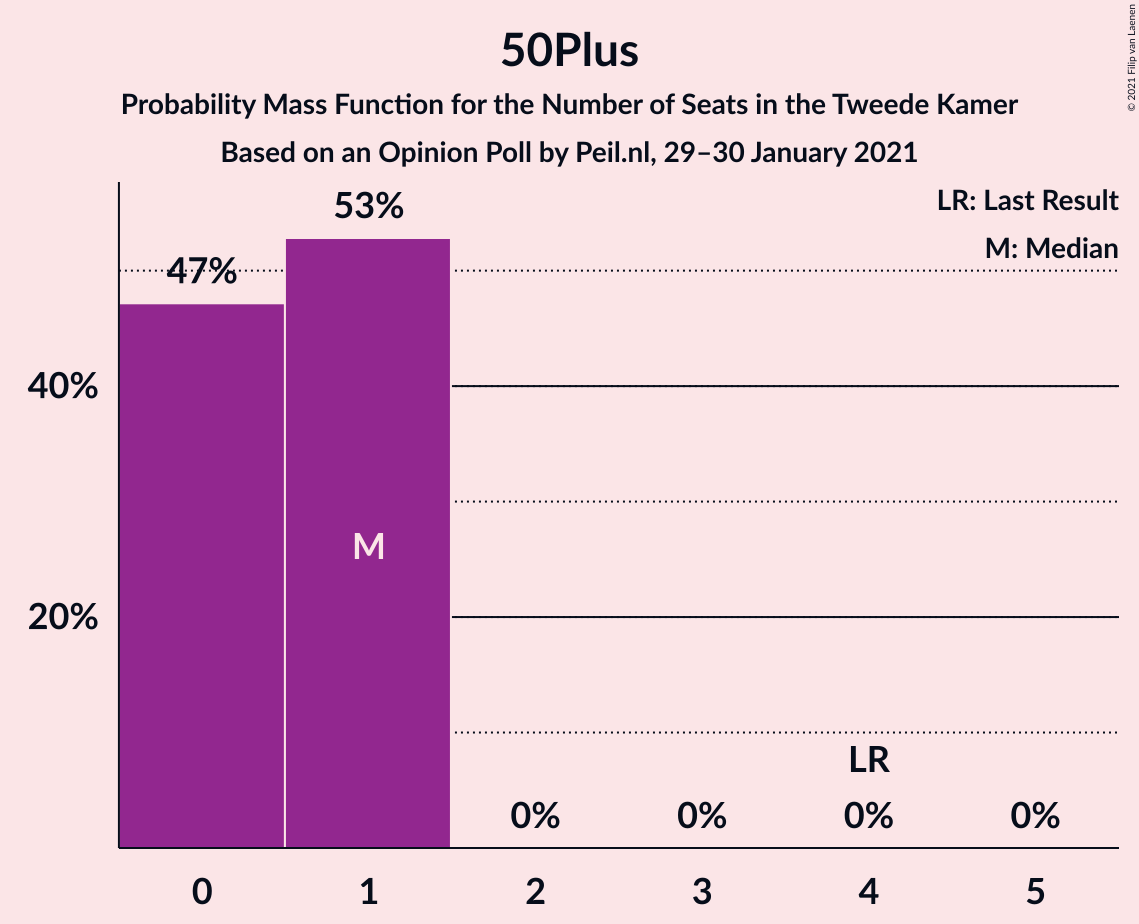 50Plus
Probability Mass Function for the Number of Seats in the Tweede Kamer
Based on an Opinion Poll by Peil.nl, 29–30 January 2021
© 2021 Filip van Laenen
LR: Last Result
M: Median
53%
47%
40%
M
20%
LR
0% 0% 0% 0%
0 1 2 3 4 5